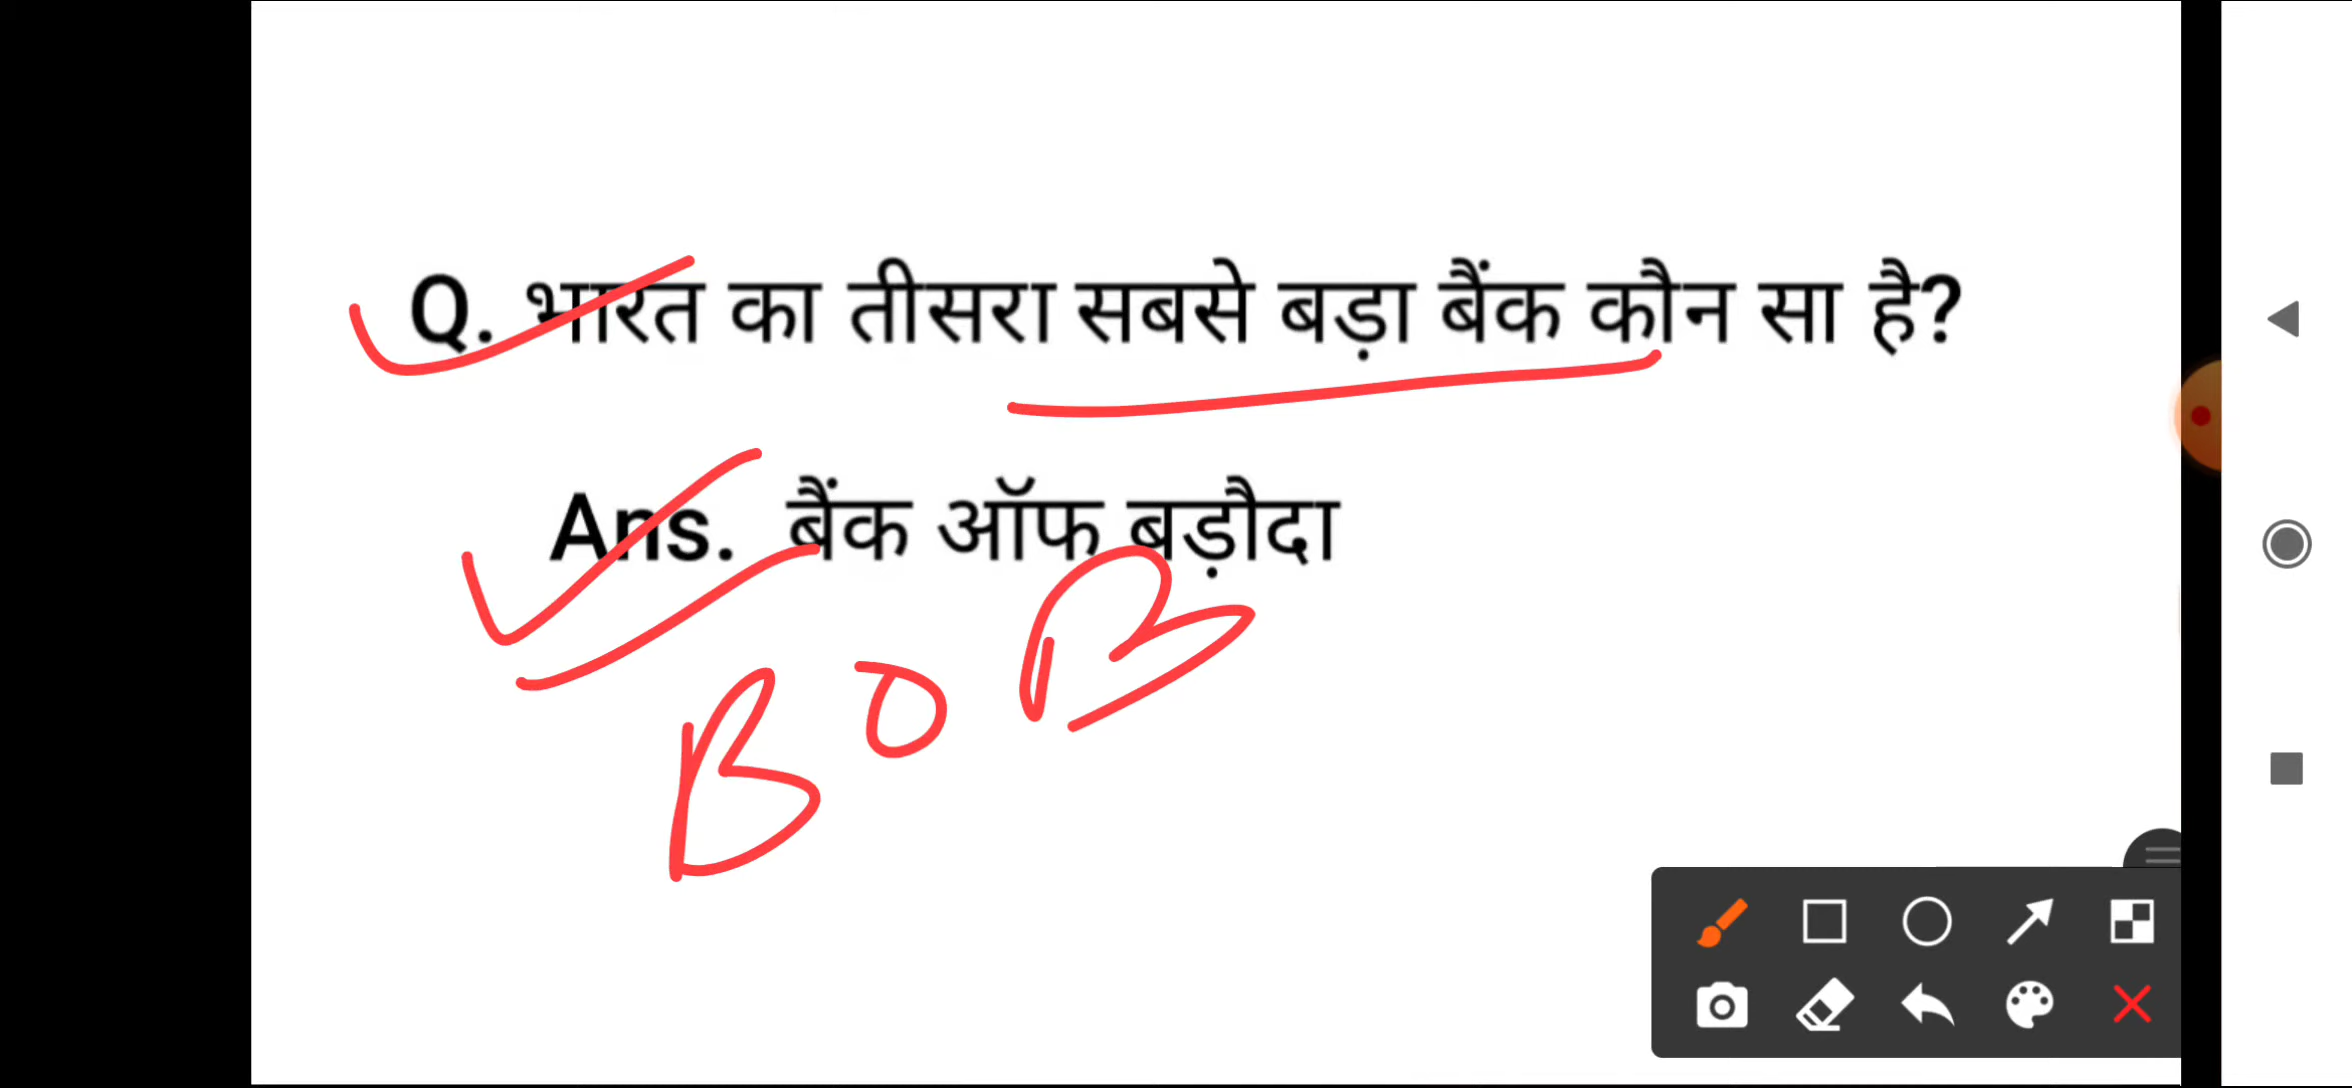 Q. भारत का तीसरा सबसे बड़ा बैंक कौन सा है?
Ans. बैंक ऑफ बड़ौदा
BOB